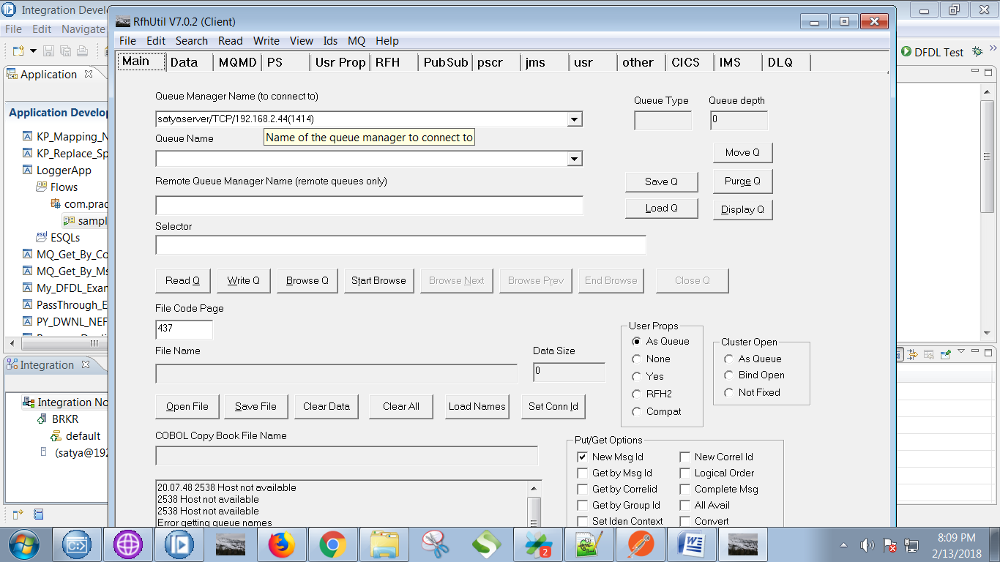 Integration Develo
RfhUtil V7.0.2 (Client)
File Edit Navigate
File Edit Search Read Write View Ids MQ Help
Main Data MQMD PS Usr Prop RFH PubSub pscr jms usr other CICS IMS DLQ
DFDL Test
Application
Application Develop
KP_Mapping_N
KP_Replace_Sp
LoggerApp
Flows
com.prac
sampl
ESQLs
MQ_Get_By_Co
MQ_Get_By_Ms
My_DFDL_Exan
PassThrough_E
PY_DWNL_NEF
Integration
Integration No
BRKR
default
(satya@192
Queue Manager Name (to connect to)
satyaserver/TCP/192.168.2.44(1414)
Name of the queue manager to connect to
Queue Name
Remote Queue Manager Name (remote queues only)
Selector
Queue Type Queue depth
0
Move Q
Save Q Purge Q
Load Q Display Q
Read Q Write Q Browse Q Start Browse Browse Next Browse Prev End Browse Close Q
File Code Page
437
File Name Data Size
0
Open File Save File Clear Data Clear All Load Names Set Conn Id
COBOL Copy Book File Name
20.07.48 2538 Host not available
2538 Host not available
2538 Host not available
Error getting queue names
User Props
As Queue
None
Yes
RFH2
Compat
Cluster Open
As Queue
Bind Open
Not Fixed
Put/Get Options
New Msg Id New Correl Id
Get by Msg Id Logical Order
Get by Correlid Complete Msg
Get by Group Id All Avail
Set Iden Context Convert
2
8:09 PM
2/13/2018